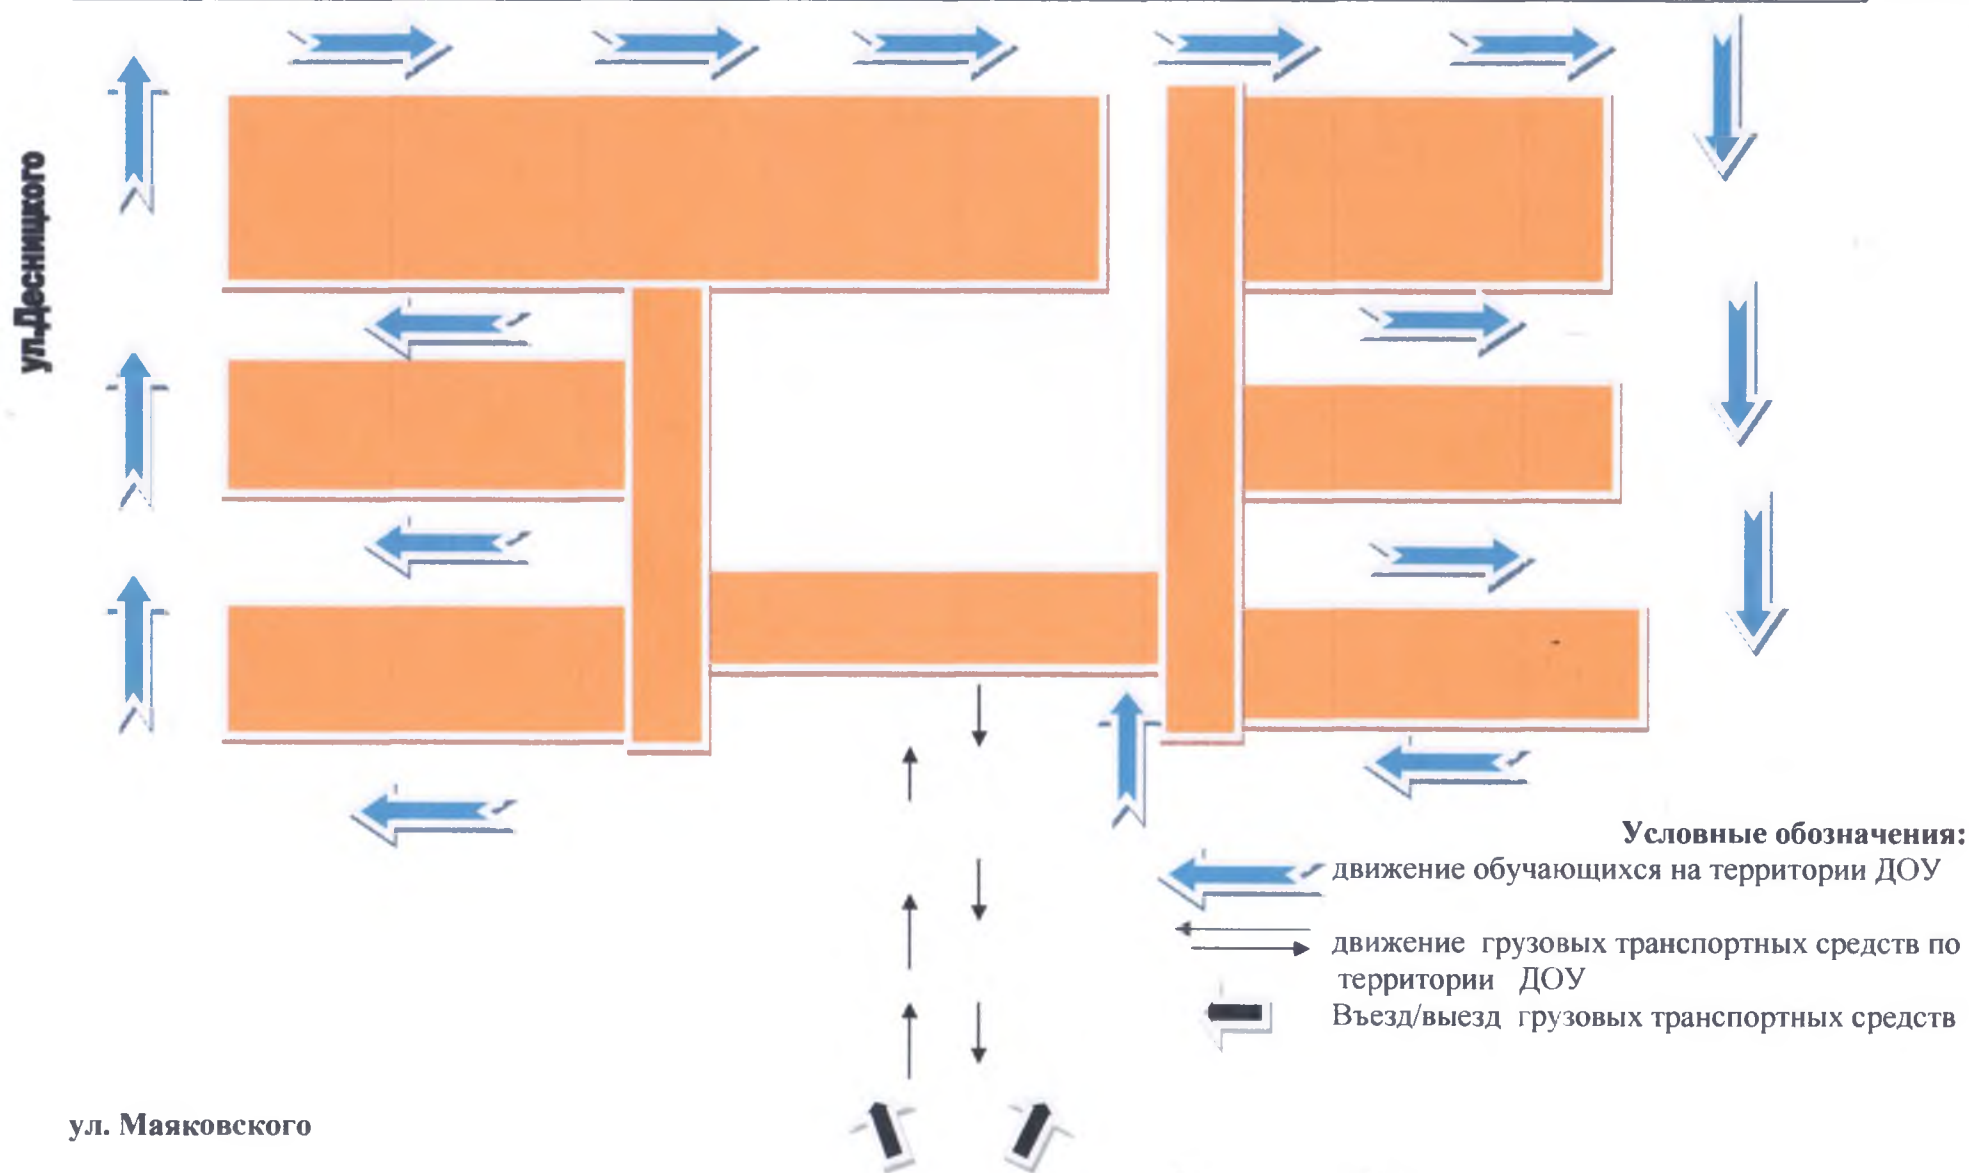 ул.Десницкого
Условные обозначения:
движение обучающихся на территории ДОУ
движение грузовых транспортных средств по
территории ДОУ
Въезд/выезд грузовых транспортных средств
ул. Маяковского